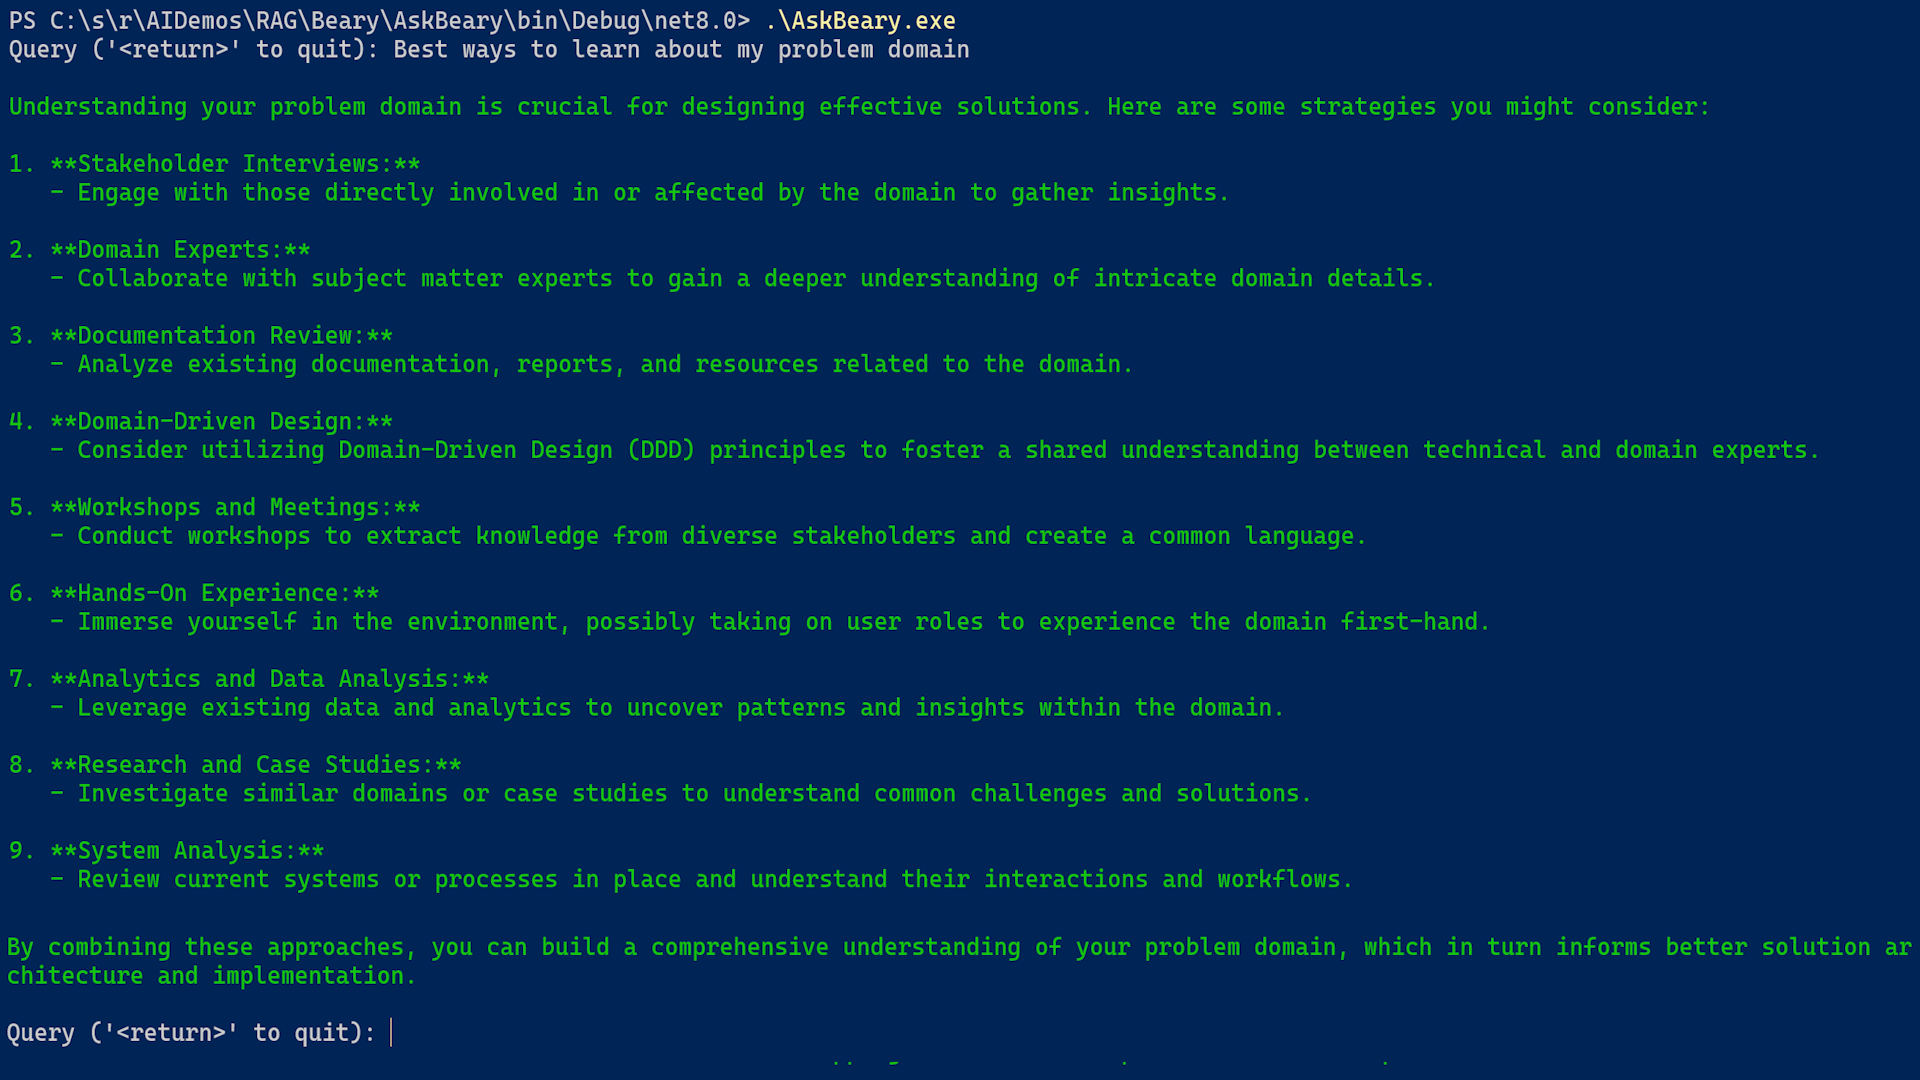 PS C:\s\r\AIDemos\RAG\Beary\AskBeary\bin\Debug\net8.0> .\AskBeary.exe
Query ('<return>' to quit): Best ways to learn about my problem domain
Understanding your problem domain is crucial for designing effective solutions. Here are some strategies you might consider:
1. **Stakeholder Interviews:**
- Engage with those directly involved in or affected by the domain to gather insights.
2. **Domain Experts:**
- Collaborate with subject matter experts to gain a deeper understanding of intricate domain details.
3. **Documentation Review:**
- Analyze existing documentation, reports, and resources related to the domain.
4. **Domain-Driven Design:**
- Consider utilizing Domain-Driven Design (DDD) principles to foster a shared understanding between technical and domain experts.
5. **Workshops and Meetings:**
- Conduct workshops to extract knowledge from diverse stakeholders and create a common language.
6. **Hands-On Experience:**
- Immerse yourself in the environment, possibly taking on user roles to experience the domain first-hand.
7. **Analytics and Data Analysis:**
- Leverage existing data and analytics to uncover patterns and insights within the domain.
8. **Research and Case Studies:**
- Investigate similar domains or case studies to understand common challenges and solutions.
9. **System Analysis:**
- Review current systems or processes in place and understand their interactions and workflows.
By combining these approaches, you can build a comprehensive understanding of your problem domain, which in turn informs better solution ar
chitecture and implementation.
Query ('<return>' to quit):